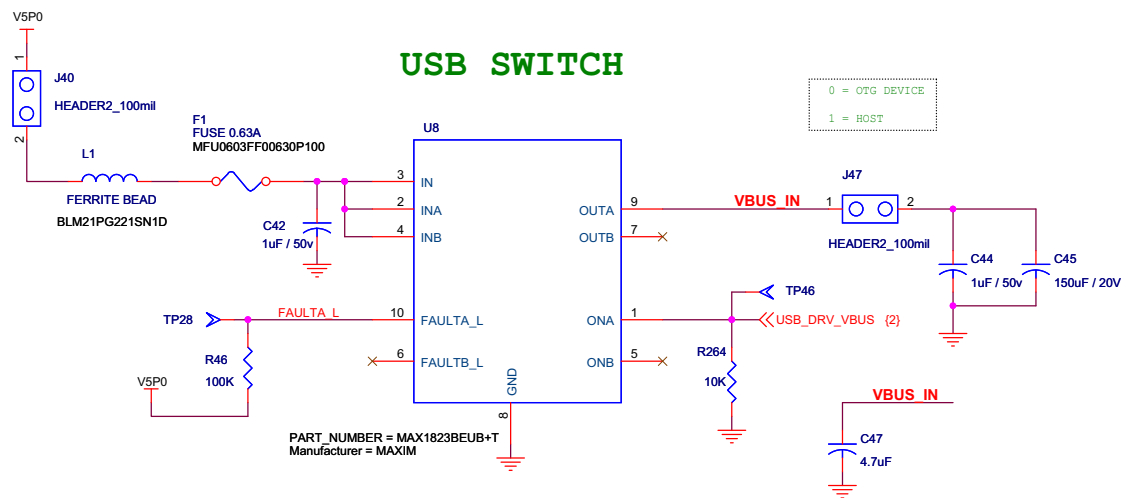 V5P0
USB SWITCH
1
J40
HEADER2_100mil
2
0 = OTG DEVICE
1 = HOST
F1
FUSE 0.63A
MFU0603FF00630P100
U8
L1
FERRITE BEAD
BLM21PG221SN1D
J47
3
IN
2
INA
4
INB
OUTA
9
OUTB
7
VBUS_IN
1
2
HEADER2_100mil
C42
1uF / 50v
C44
1uF / 50v
C45
150uF / 20V
TP46
TP28
FAULTA_L
10
FAULTA_L
ONA
1
USB_DRV_VBUS {2}
6
FAULTB_L
ONB
5
R46
100K
R264
10K
V5P0
GND
8
VBUS_IN
PART_NUMBER = MAX1823BEUB+T
Manufacturer = MAXIM
C47
4.7uF